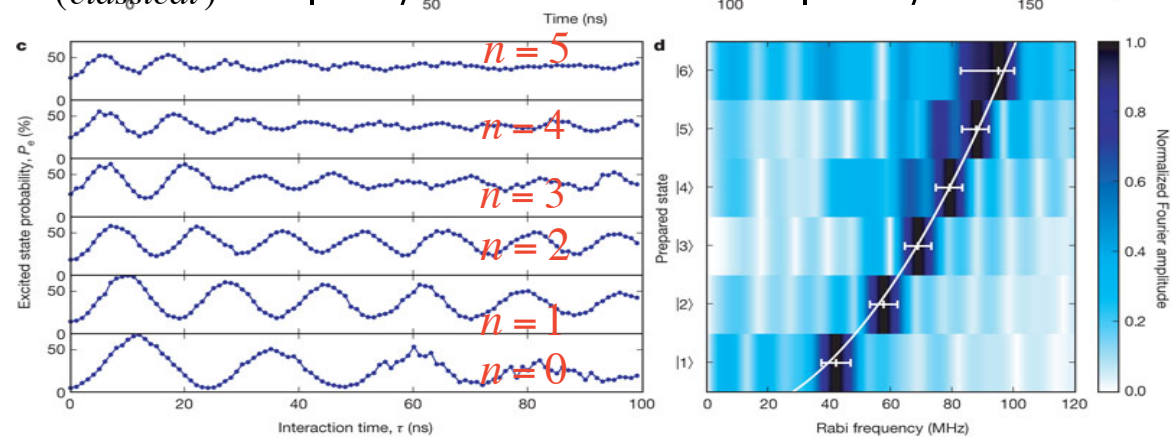 50
100
150
Time (ns)
c
Excited state probability, Pₑ (%)
50
0
n = 5
50
0
n = 4
50
0
n = 3
50
0
n = 2
50
0
n = 1
50
0
n = 0
0 20 40 60 80 100
Interaction time, τ (ns)
d
Prepared state
|6⟩
|5⟩
|4⟩
|3⟩
|2⟩
|1⟩
0 20 40 60 80 100 120
Rabi frequency (MHz)
1.0
0.8
0.6
0.4
0.2
0.0
Normalized Fourier amplitude